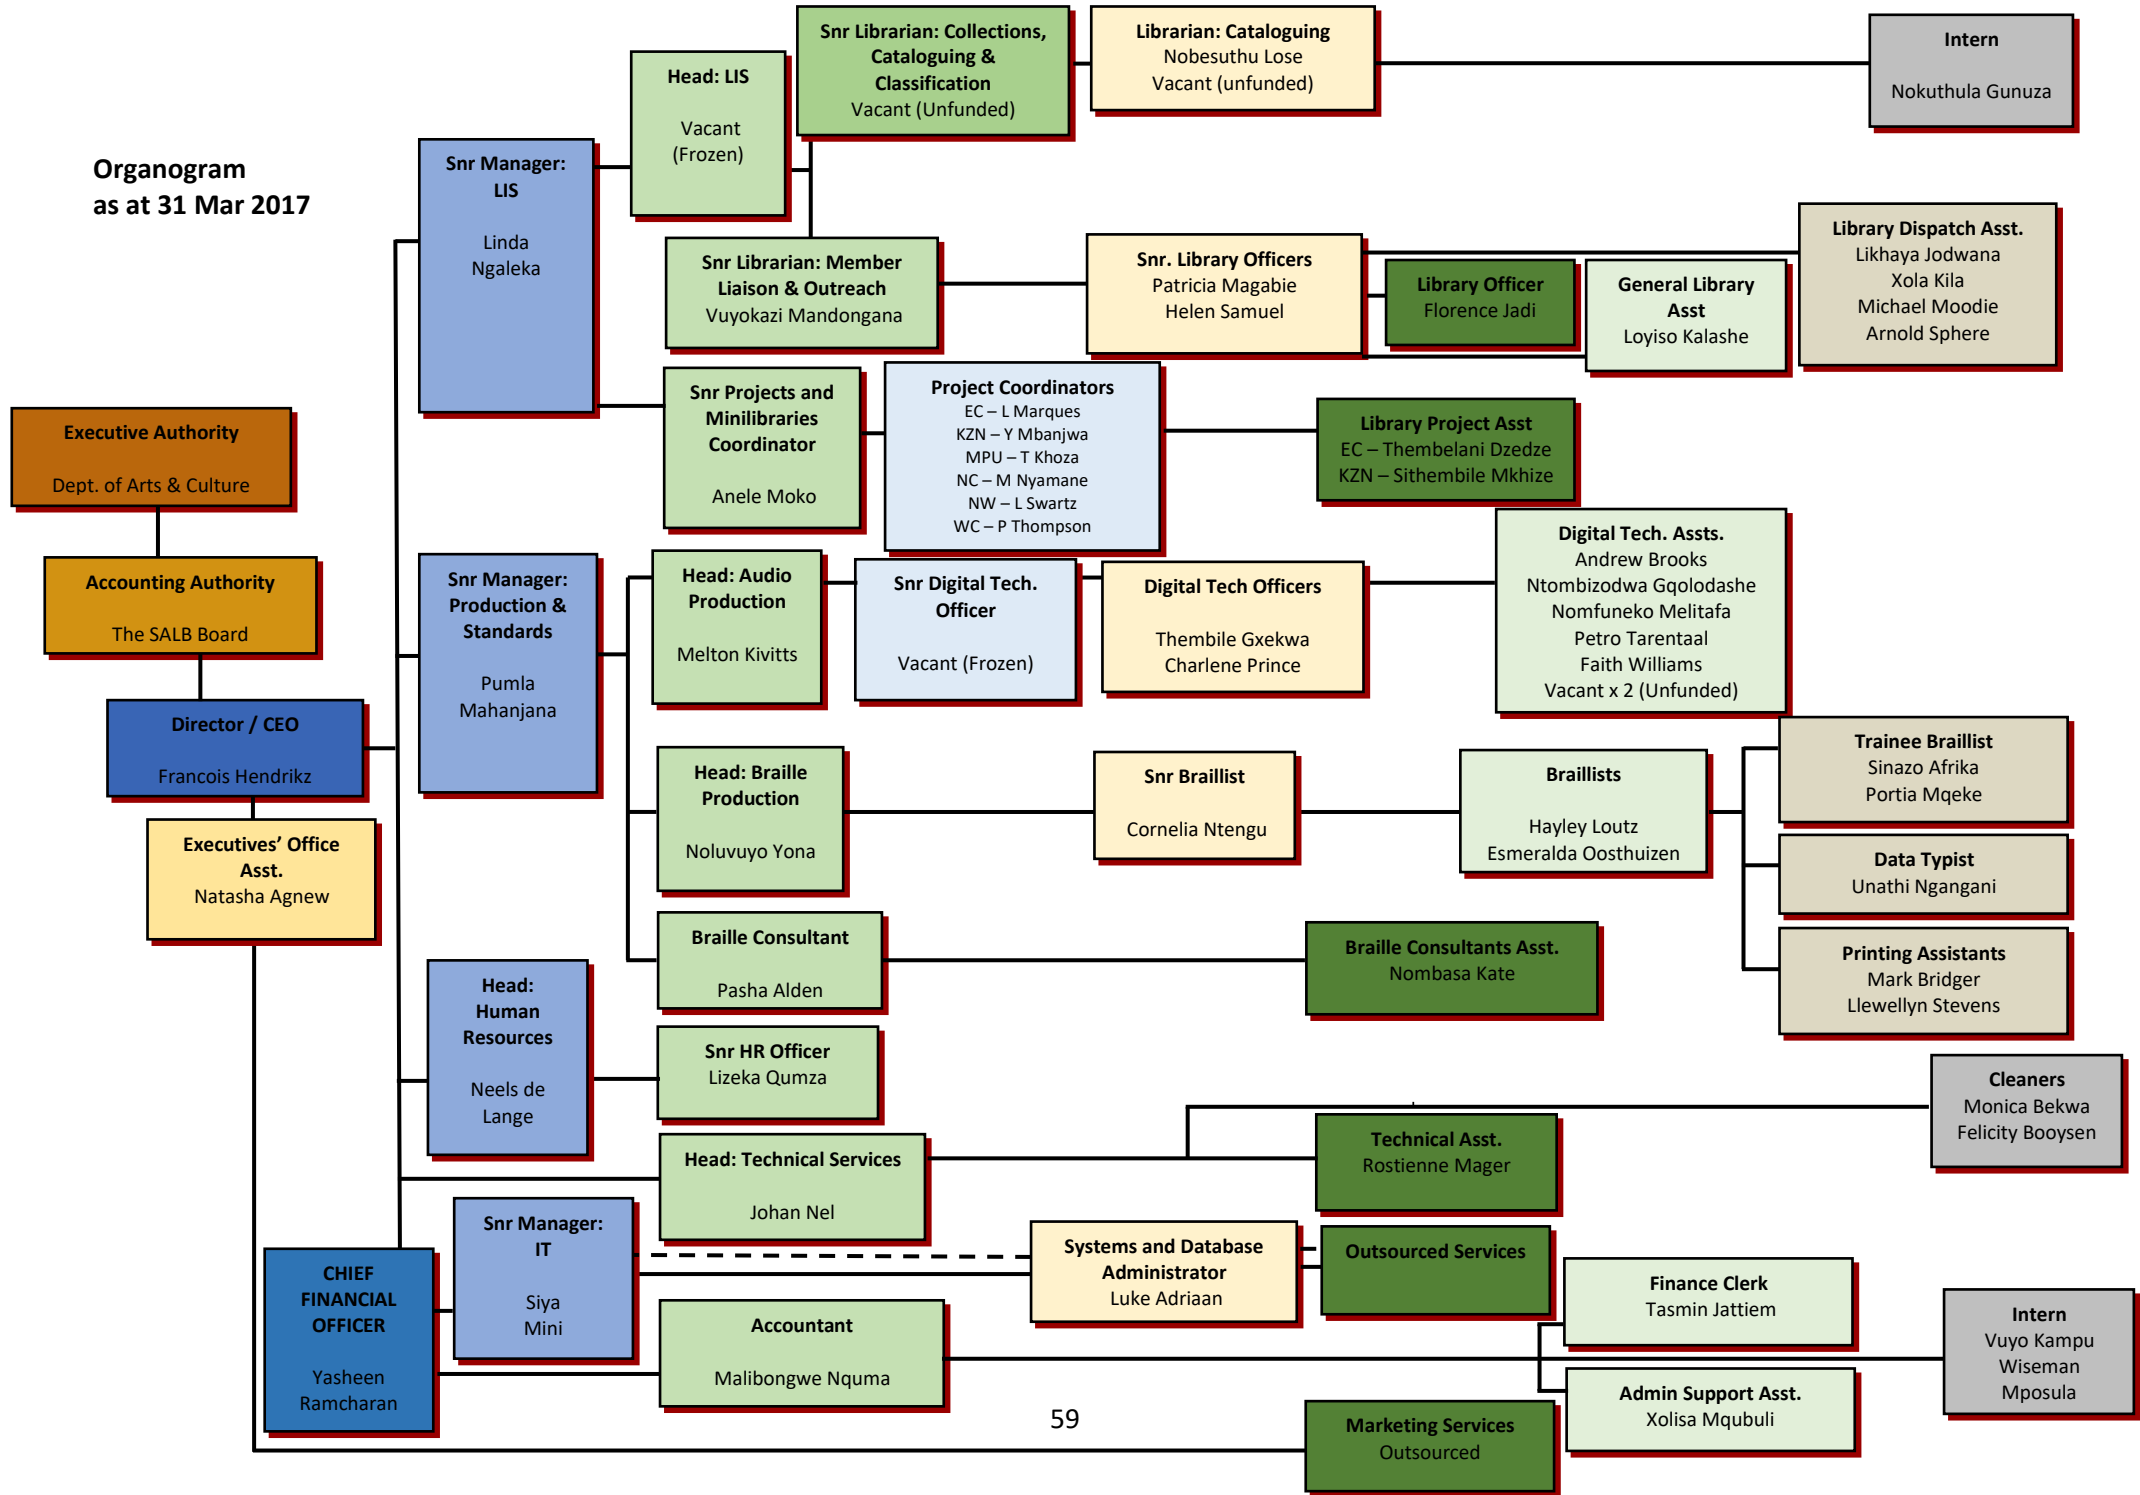 Organogram
as at 31 Mar 2017
Executive Authority
Dept. of Arts & Culture
Accounting Authority
The SALB Board
Director / CEO
Francois Hendrikz
Executives’ Office
Asst.
Natasha Agnew
Snr Manager:
LIS
Linda
Ngaleka
Head: LIS
Vacant
(Frozen)
Snr Librarian: Collections,
Cataloguing &
Classification
Vacant (Unfunded)
Librarian: Cataloguing
Nobesuthu Lose
Vacant (unfunded)
Intern
Nokuthula Gunuza
Snr Librarian: Member
Liaison & Outreach
Vuyokazi Mandongana
Snr. Library Officers
Patricia Magabie
Helen Samuel
Library Officer
Florence Jadi
General Library
Asst
Loyiso Kalashe
Library Dispatch Asst.
Likhaya Jodwana
Xola Kila
Michael Moodie
Arnold Sphere
Snr Projects and
Minilibraries
Coordinator
Anele Moko
Project Coordinators
EC – L Marques
KZN – Y Mbanjwa
MPU – T Khoza
NC – M Nyamane
NW – L Swartz
WC – P Thompson
Library Project Asst
EC – Thembelani Dzedze
KZN – Sithembile Mkhize
Snr Manager:
Production &
Standards
Pumla
Mahanjana
Head: Audio
Production
Melton Kivitts
Snr Digital Tech.
Officer
Vacant (Frozen)
Digital Tech Officers
Thembile Gxekwa
Charlene Prince
Digital Tech. Assts.
Andrew Brooks
Ntombizodwa Gqolodashe
Nomfuneko Melitafa
Petro Tarentaal
Faith Williams
Vacant x 2 (Unfunded)
Head: Braille
Production
Noluvuyo Yona
Snr Braillist
Cornelia Ntengu
Braillists
Hayley Loutz
Esmeralda Oosthuizen
Trainee Braillist
Sinazo Afrika
Portia Mqeke
Data Typist
Unathi Ngangani
Printing Assistants
Mark Bridger
Llewellyn Stevens
Braille Consultant
Pasha Alden
Braille Consultants Asst.
Nombasa Kate
Head:
Human
Resources
Neels de
Lange
Snr HR Officer
Lizeka Qumza
Head: Technical Services
Johan Nel
Technical Asst.
Rostienne Mager
Cleaners
Monica Bekwa
Felicity Booysen
CHIEF
FINANCIAL
OFFICER
Yasheen
Ramcharan
Snr Manager:
IT
Siya
Mini
Systems and Database
Administrator
Luke Adriaan
Outsourced Services
Accountant
Malibongwe Nquma
Finance Clerk
Tasmin Jattiem
Admin Support Asst.
Xolisa Mqubuli
Intern
Vuyo Kampu
Wiseman
Mposula
Marketing Services
Outsourced
59